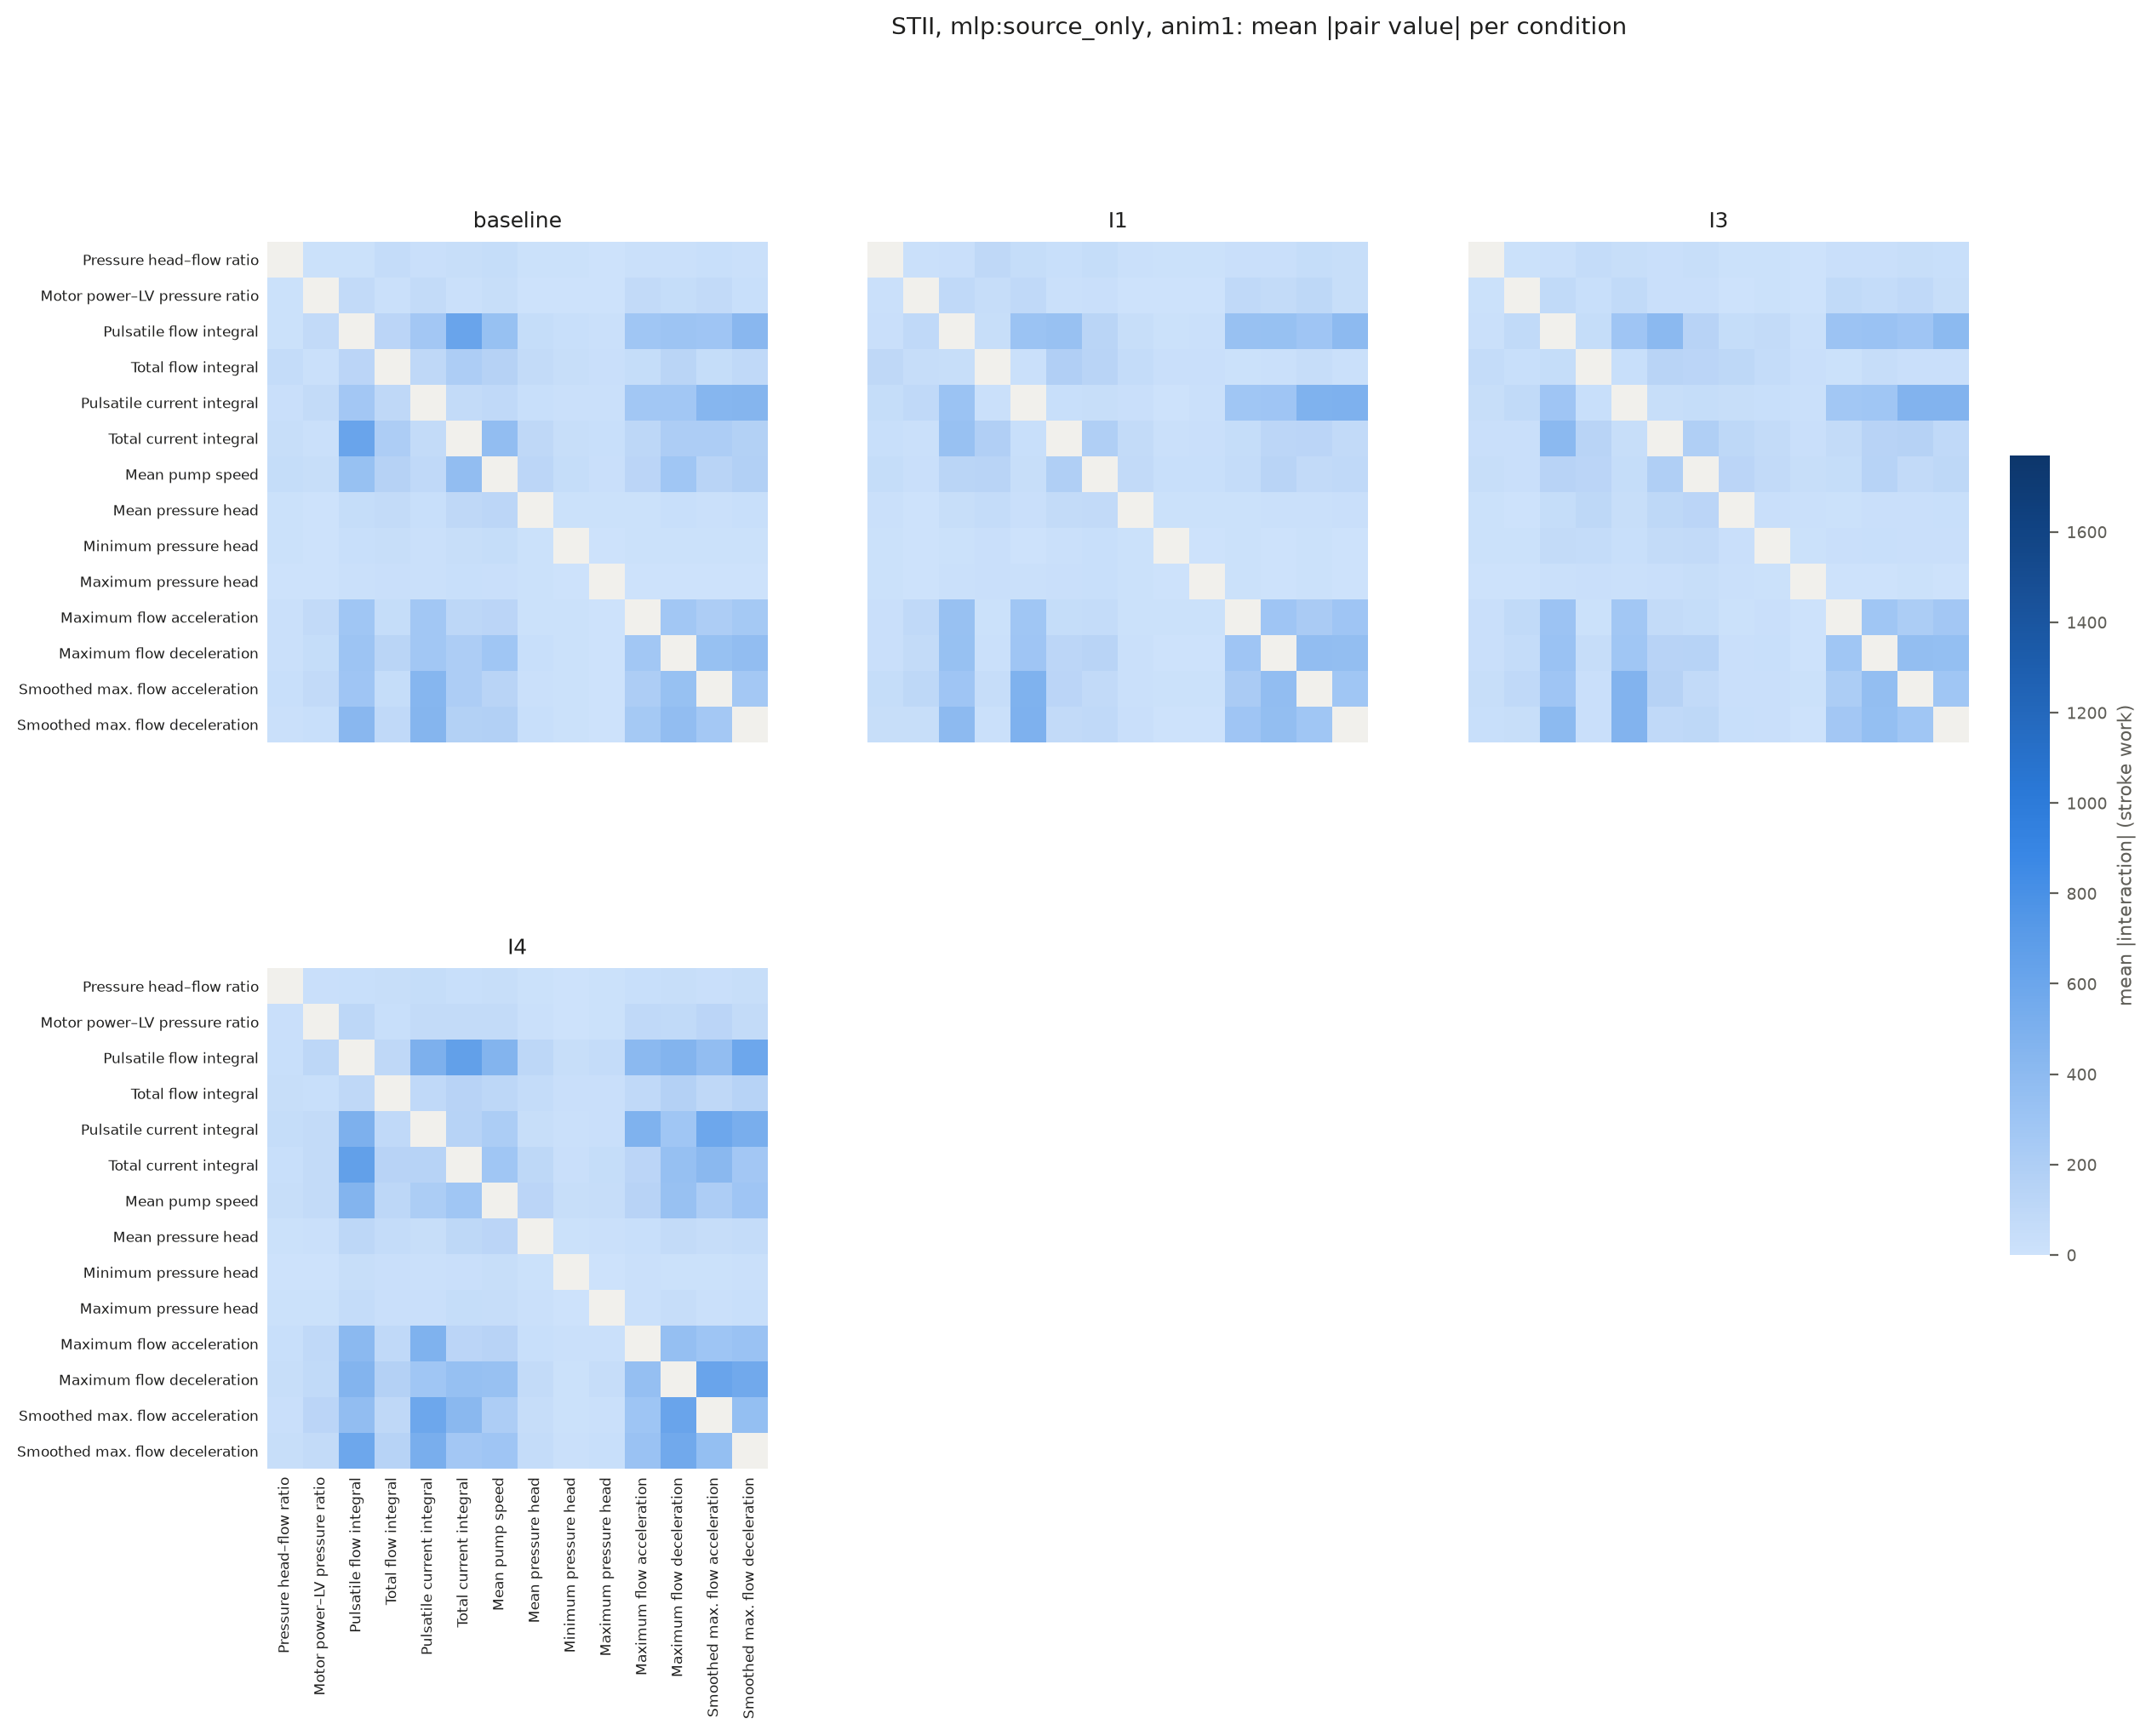 STII, mlp:source_only, anim1: mean |pair value| per condition
baseline
I1
I3
Pressure head–flow ratio
Motor power–LV pressure ratio
Pulsatile flow integral
Total flow integral
Pulsatile current integral
Total current integral
Mean pump speed
Mean pressure head
Minimum pressure head
Maximum pressure head
Maximum flow acceleration
Maximum flow deceleration
Smoothed max. flow acceleration
Smoothed max. flow deceleration
1600
1400
1200
1000
800
600
400
200
0
mean |interaction| (stroke work)
I4
Pressure head–flow ratio
Motor power–LV pressure ratio
Pulsatile flow integral
Total flow integral
Pulsatile current integral
Total current integral
Mean pump speed
Mean pressure head
Minimum pressure head
Maximum pressure head
Maximum flow acceleration
Maximum flow deceleration
Smoothed max. flow acceleration
Smoothed max. flow deceleration
Pressure head–flow ratio
Motor power–LV pressure ratio
Pulsatile flow integral
Total flow integral
Pulsatile current integral
Total current integral
Mean pump speed
Mean pressure head
Minimum pressure head
Maximum pressure head
Maximum flow acceleration
Maximum flow deceleration
Smoothed max. flow acceleration
Smoothed max. flow deceleration